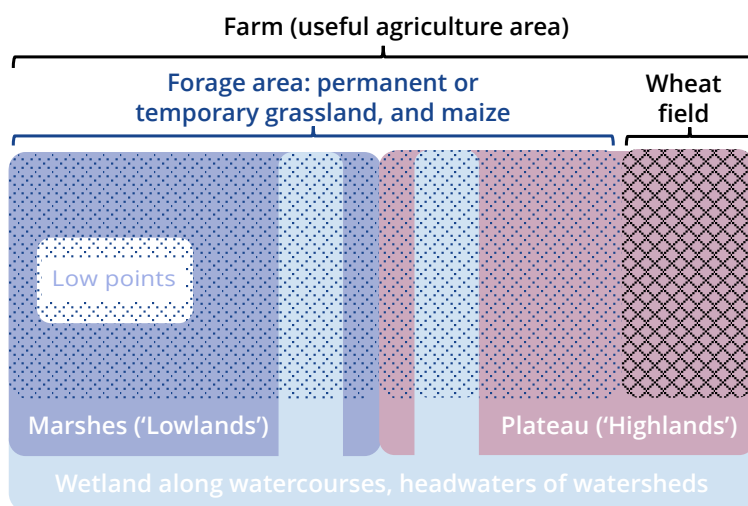 Farm (useful agriculture area)
Forage area: permanent or
temporary grassland, and maize
Wheat
field
Low points
Marshes (‘Lowlands’)
Plateau (‘Highlands’)
Wetland along watercourses, headwaters of watersheds